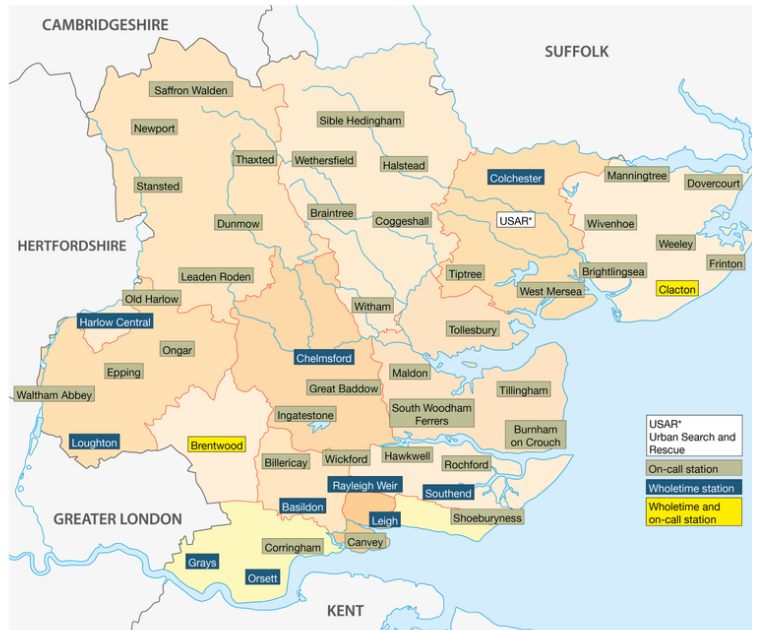 CAMBRIDGESHIRE
SUFFOLK
Saffron Walden
Sible Hedingham
Newport
Thaxted
Wethersfield
Halstead
Manningtree
Colchester
Dovercourt
Stansted
Braintree
Coggeshall
USAR*
Wivenhoe
Dunmow
HERTFORDSHIRE
Weeley
Frinton
Leaden Roden
Tiptree
Brightlingsea
Clacton
West Mersea
Old Harlow
Witham
Harlow Central
Tollesbury
Ongar
Chelmsford
Epping
Maldon
Great Baddow
Tillingham
Waltham Abbey
Ingatestone
South Woodham
Ferrers
Burnham
on Crouch
Loughton
Brentwood
Billericay
Wickford
Hawkwell
Rochford
Rayleigh Weir
Southend
Basildon
Leigh
Shoeburyness
GREATER LONDON
Corringham
Canvey
Grays
Orsett
KENT
USAR*
Urban Search and
Rescue
On-call station
Wholetime station
Wholetime and
on-call station